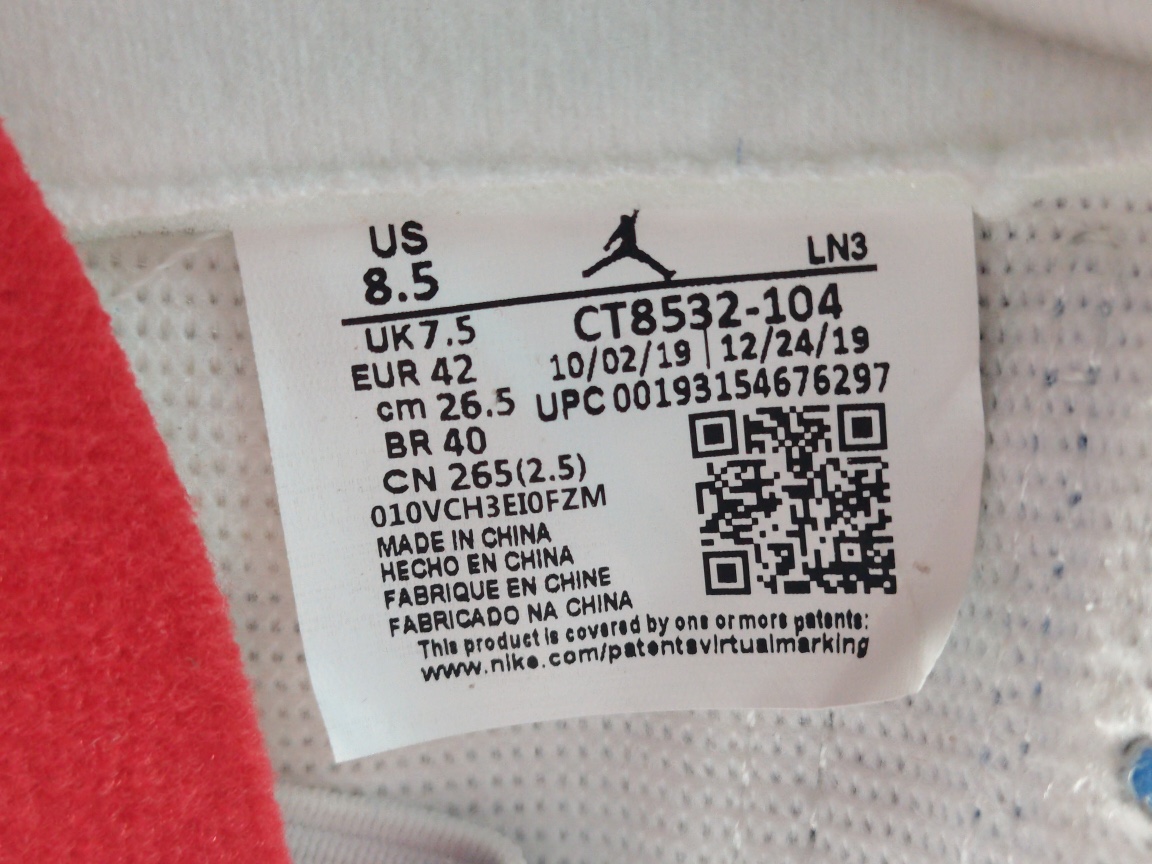 US
8.5
LN3
UK 7.5
CT8532-104
EUR 42
10/02/19 | 12/24/19
cm 26.5
UPC 00193154676297
BR 40
CN 265(2.5)
010VCH3EI0FZM
MADE IN CHINA
HECHO EN CHINA
FABRIQUE EN CHINE
FABRICADO NA CHINA
This product is covered by one or more patents:
www.nike.com/patentsvirtualmarking